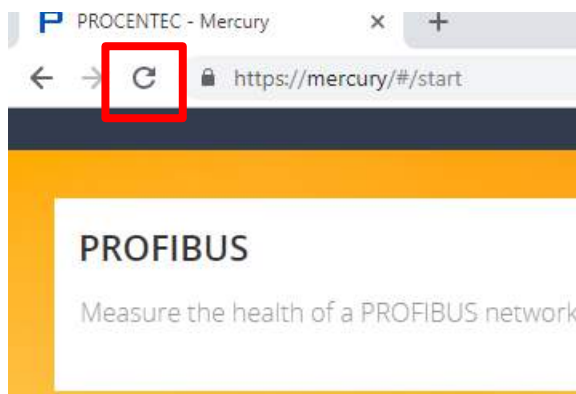 PROCENTEC - Mercury
https://mercury/#/start
PROFIBUS
Measure the health of a PROFIBUS network